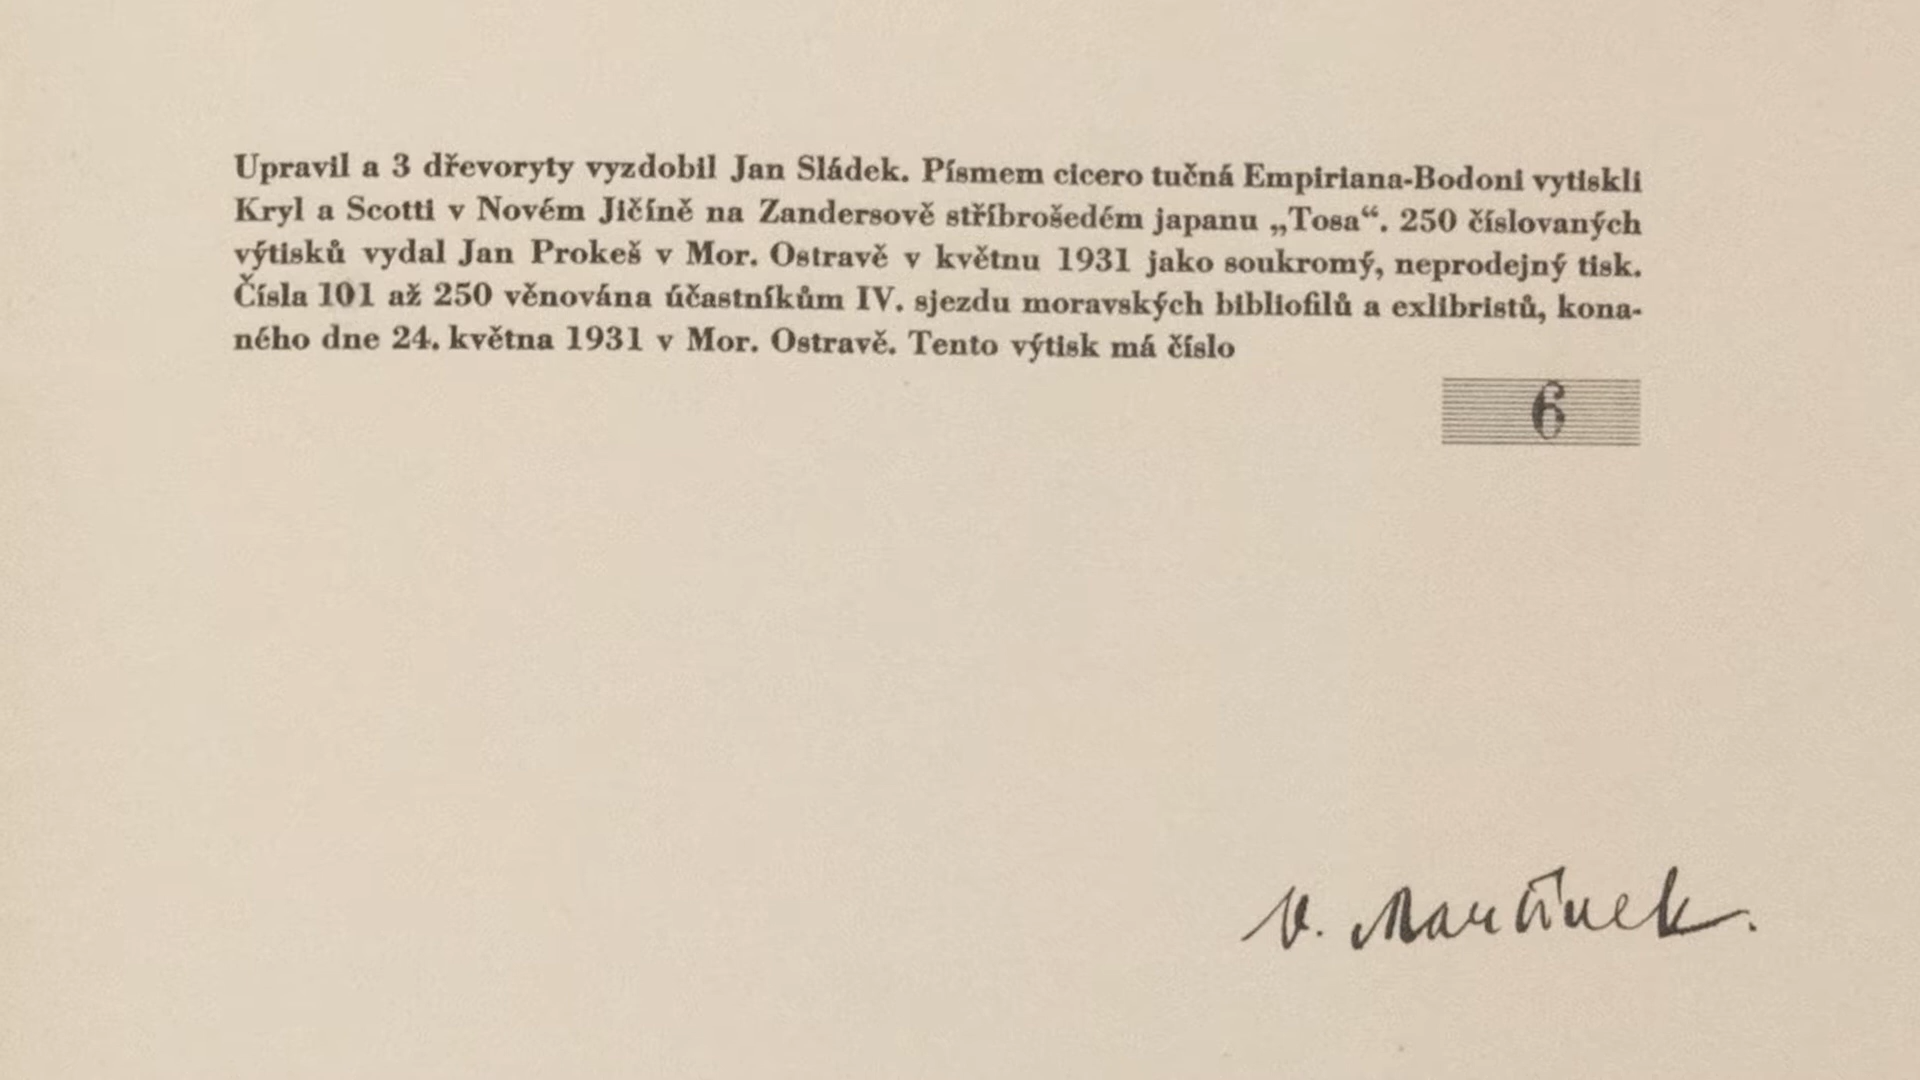 Upravil a 3 dřevoryty vyzdobil Jan Sládek. Písmem cicero tučná Empiriana-Bodoni vytiskli
Kryl a Scotti v Novém Jičíně na Zandersově stříbrošedém japanu „Tosa“. 250 číslovaných
výtisků vydal Jan Prokeš v Mor. Ostravě v květnu 1931 jako soukromý, neprodejný tisk.
Čísla 101 až 250 věnována účastníkům IV. sjezdu moravských bibliofilů a exlibristů, kona-
ného dne 24. května 1931 v Mor. Ostravě. Tento výtisk má číslo
6
V. Martínek.